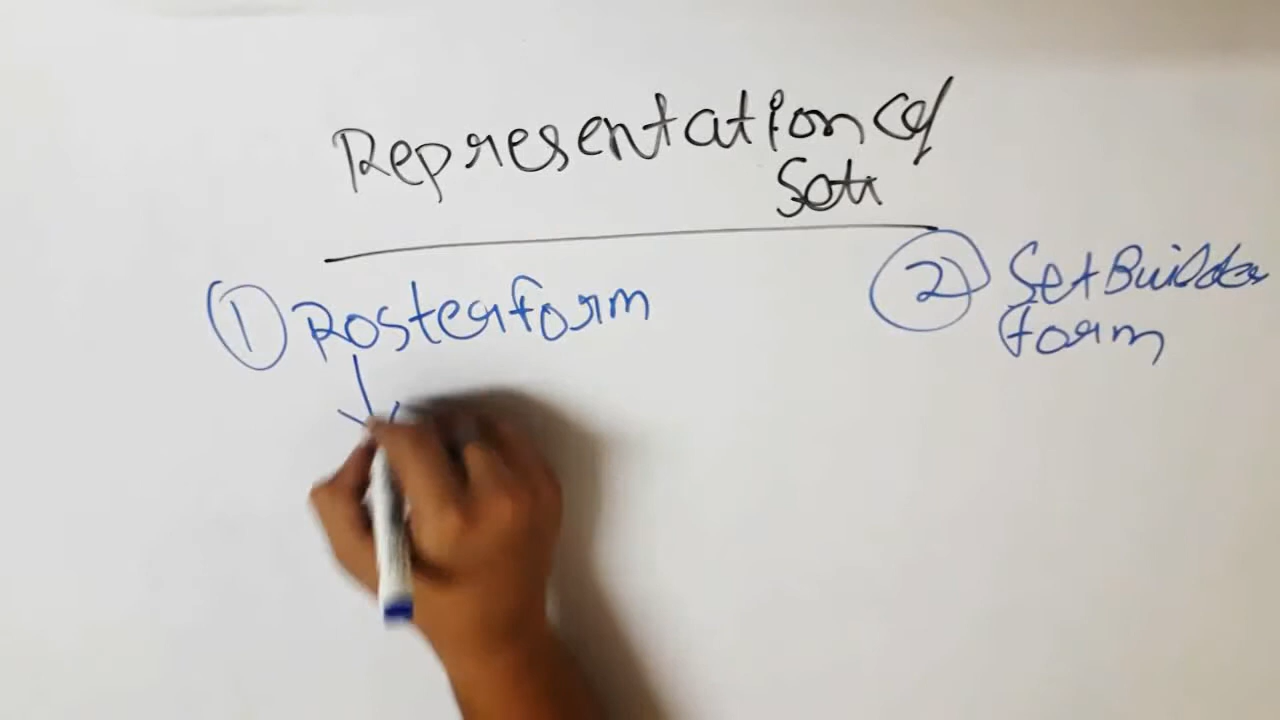 Representation of
Sets
① Roster form
② Set Builder
form